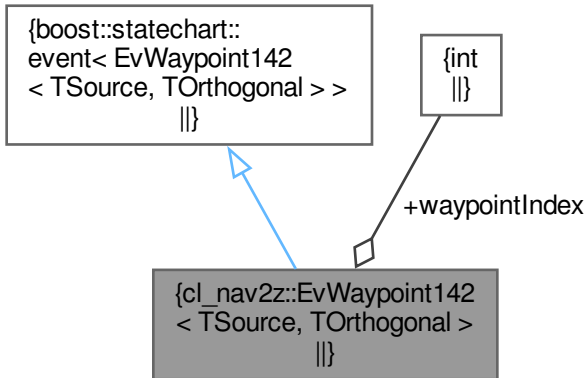 {boost::statechart::
event< EvWaypoint142
< TSource, TOrthogonal > >
||}
{int
||}
+waypointIndex
{cl_nav2z::EvWaypoint142
< TSource, TOrthogonal >
||}